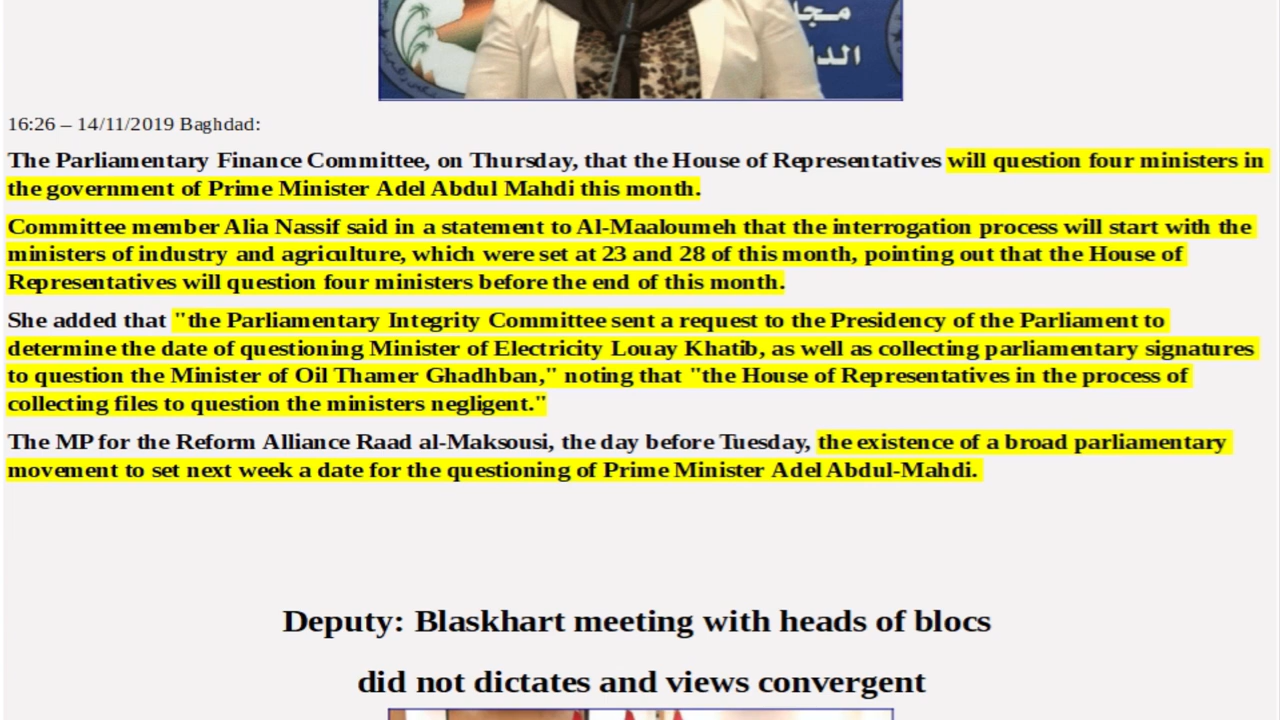 مجل
الدا
16:26 – 14/11/2019 Baghdad:
The Parliamentary Finance Committee, on Thursday, that the House of Representatives will question four ministers in
the government of Prime Minister Adel Abdul Mahdi this month.
Committee member Alia Nassif said in a statement to Al-Maaloumeh that the interrogation process will start with the
ministers of industry and agriculture, which were set at 23 and 28 of this month, pointing out that the House of
Representatives will question four ministers before the end of this month.
She added that "the Parliamentary Integrity Committee sent a request to the Presidency of the Parliament to
determine the date of questioning Minister of Electricity Louay Khatib, as well as collecting parliamentary signatures
to question the Minister of Oil Thamer Ghadhban," noting that "the House of Representatives in the process of
collecting files to question the ministers negligent."
The MP for the Reform Alliance Raad al-Maksousi, the day before Tuesday, the existence of a broad parliamentary
movement to set next week a date for the questioning of Prime Minister Adel Abdul-Mahdi.
Deputy: Blaskhart meeting with heads of blocs
did not dictates and views convergent